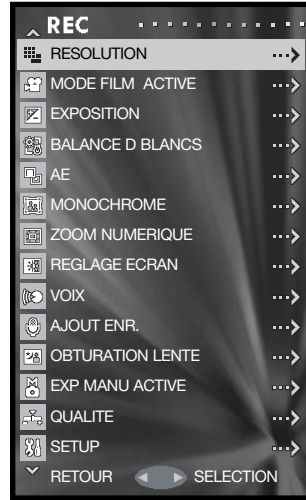 REC
RESOLUTION
MODE FILM ACTIVE
EXPOSITION
BALANCE D BLANCS
AE
MONOCHROME
ZOOM NUMERIQUE
REGLAGE ECRAN
VOIX
AJOUT ENR.
OBTURATION LENTE
EXP MANU ACTIVE
QUALITE
SETUP
RETOUR SELECTION